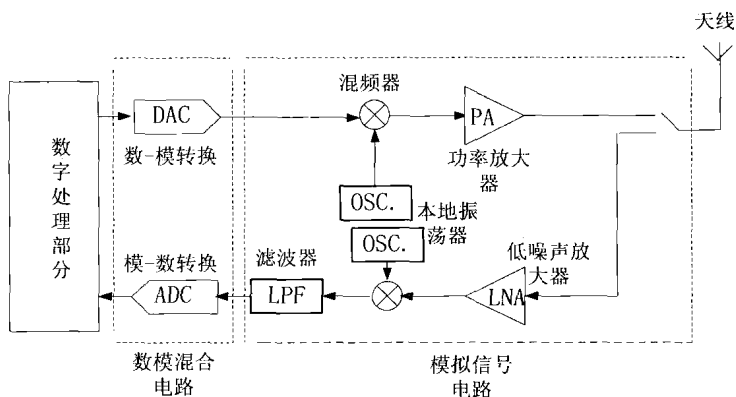 天线
混频器
DAC
PA
数-模转换
功率放大
器
数字处理部分
OSC.
本地振
荡器
OSC.
低噪声放
大器
模-数转换
滤波器
ADC
LPF
LNA
数模混合
电路
模拟信号
电路